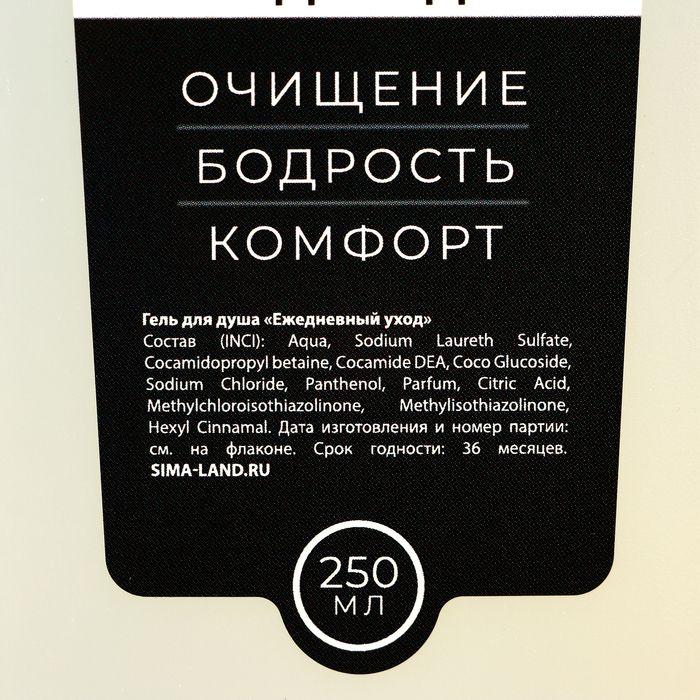 ОЧИЩЕНИЕ
БОДРОСТЬ
КОМФОРТ
Гель для душа «Ежедневный уход»
Состав (INCI): Aqua, Sodium Laureth Sulfate,
Cocamidopropyl betaine, Cocamide DEA, Coco Glucoside,
Sodium Chloride, Panthenol, Parfum, Citric Acid,
Methylchloroisothiazolinone, Methylisothiazolinone,
Hexyl Cinnamal. Дата изготовления и номер партии:
см. на флаконе. Срок годности: 36 месяцев.
SIMA-LAND.RU
250
МЛ